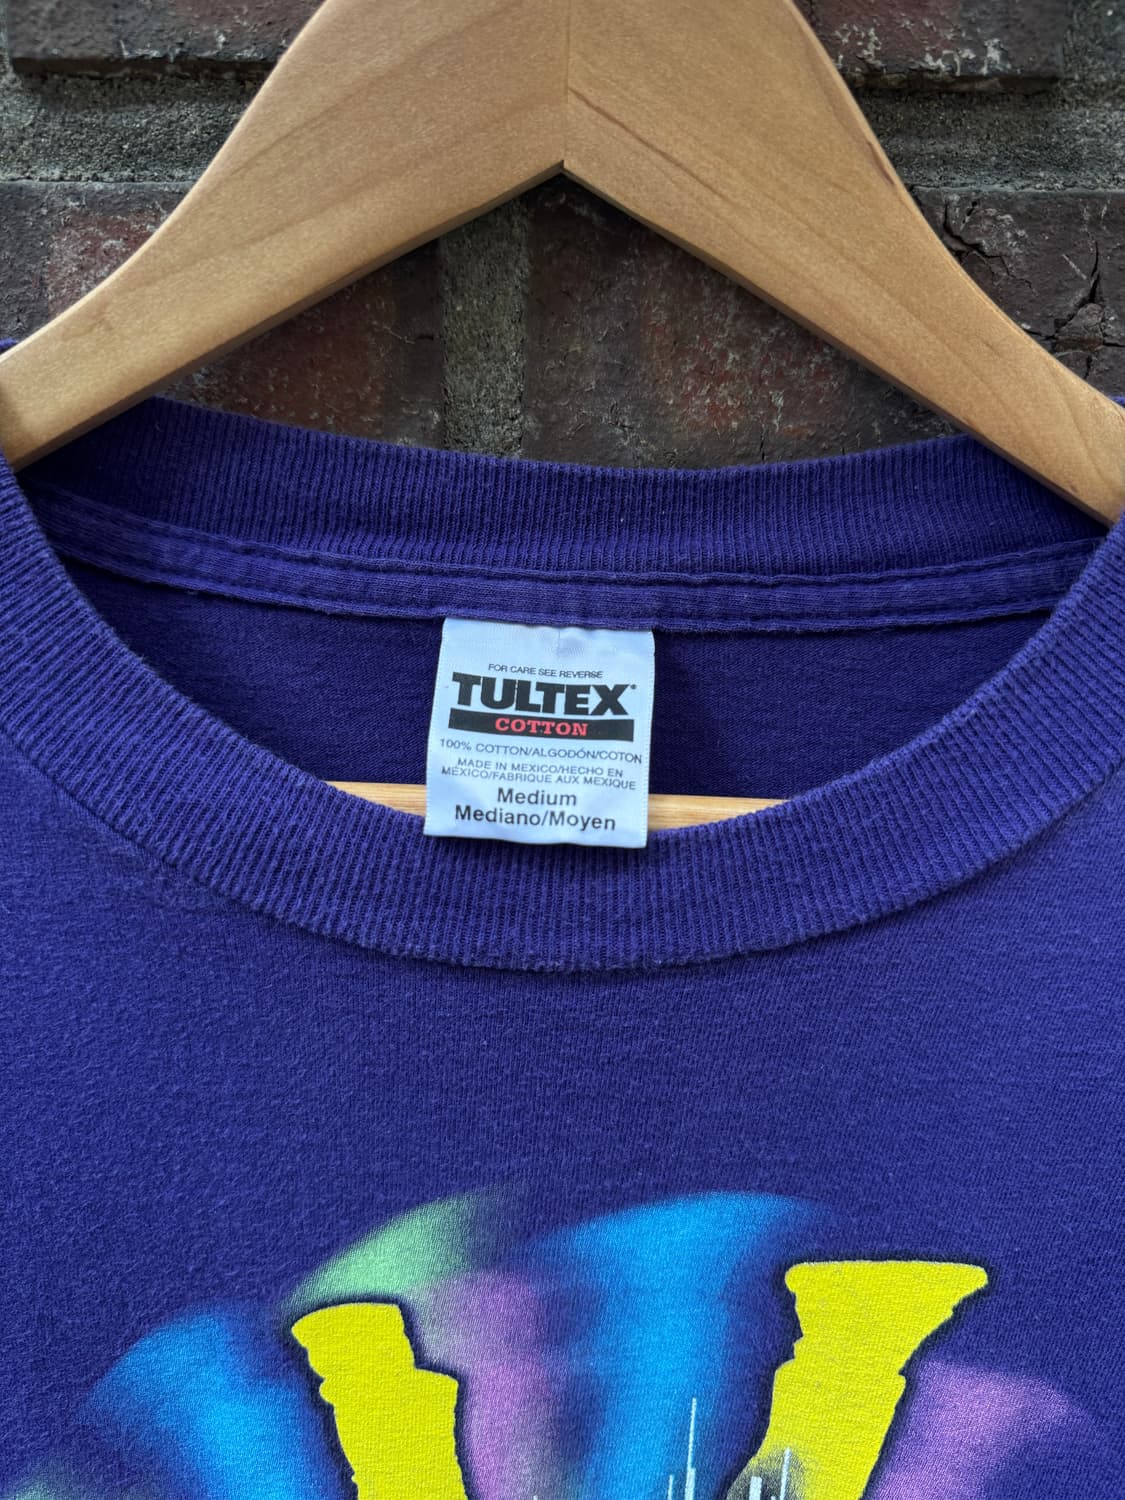 FOR CARE SEE REVERSE
TULTEX®
COTTON
100% COTTON/ALGODÓN/COTON
MADE IN MEXICO/HECHO EN
MÉXICO/FABRIQUE AUX MEXIQUE
Medium
Mediano/Moyen